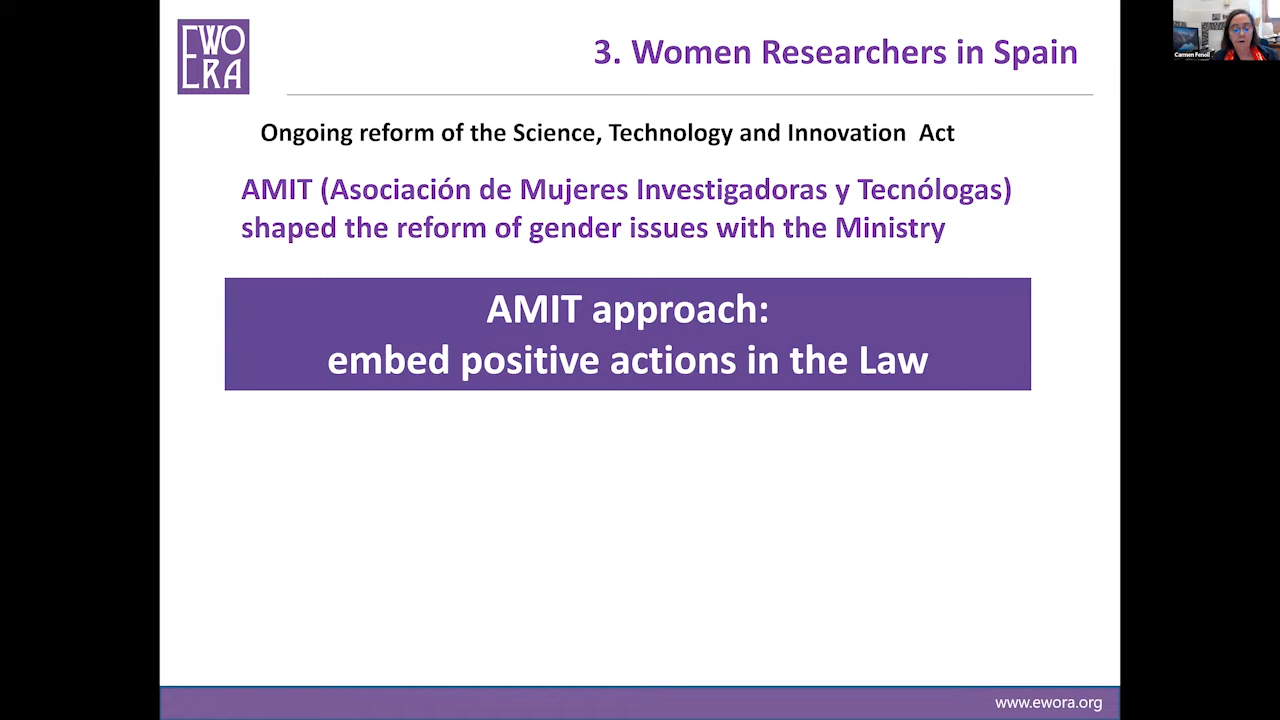 EWO
ERA
3. Women Researchers in Spain
Carmen Fenoll
Ongoing reform of the Science, Technology and Innovation Act
AMIT (Asociación de Mujeres Investigadoras y Tecnólogas)
shaped the reform of gender issues with the Ministry
AMIT approach:
embed positive actions in the Law
www.ewora.org